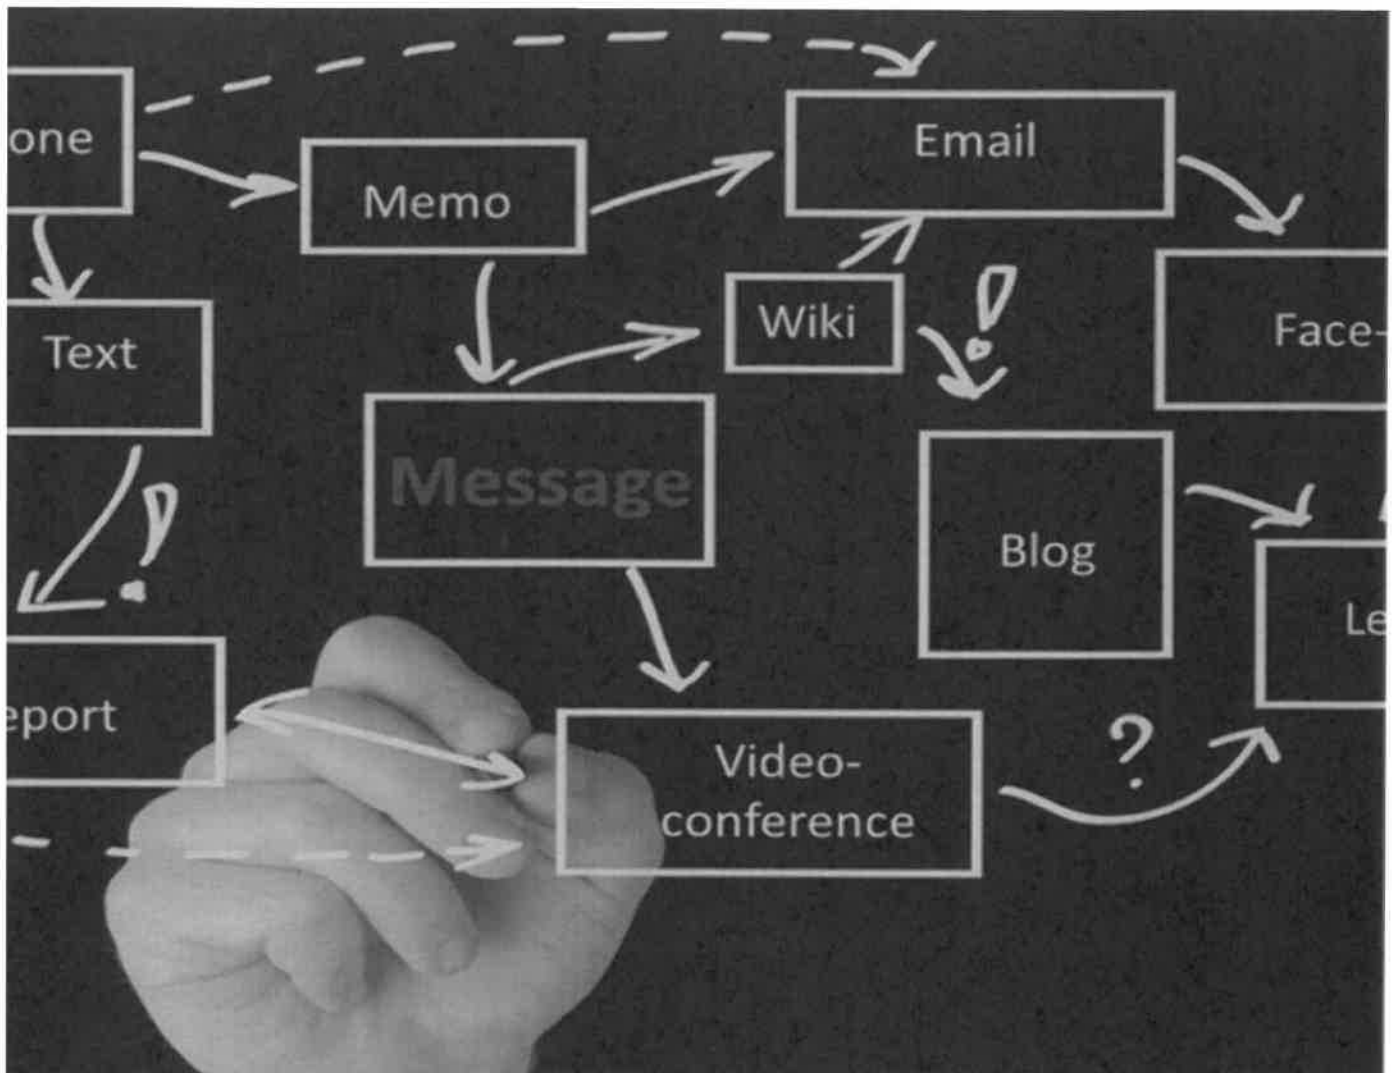 one
Memo
Email
Text
Wiki
Face-
Message
!
!
Blog
Le
eport
Video-
conference
?